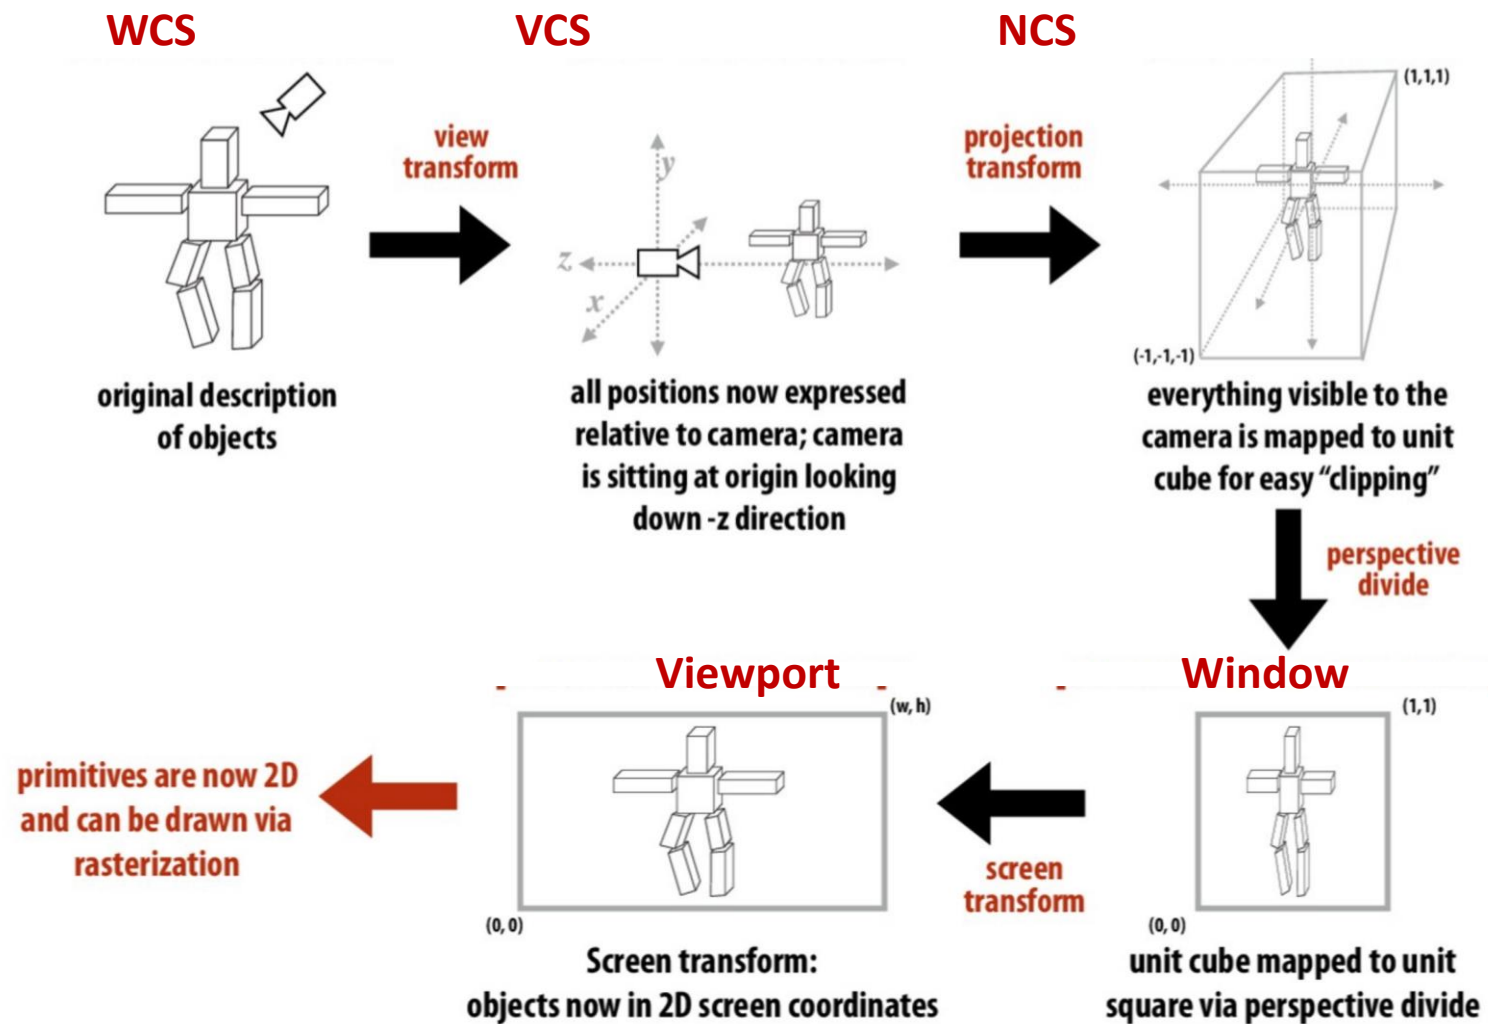 WCS
VCS
NCS
view
transform
projection
transform
(1,1,1)
y
z
x
(-1,-1,-1)
original description
of objects
all positions now expressed
relative to camera; camera
is sitting at origin looking
down -z direction
everything visible to the
camera is mapped to unit
cube for easy “clipping”
perspective
divide
Window
(1,1)
(0, 0)
unit cube mapped to unit
square via perspective divide
screen
transform
Viewport
(w, h)
(0, 0)
Screen transform:
objects now in 2D screen coordinates
primitives are now 2D
and can be drawn via
rasterization